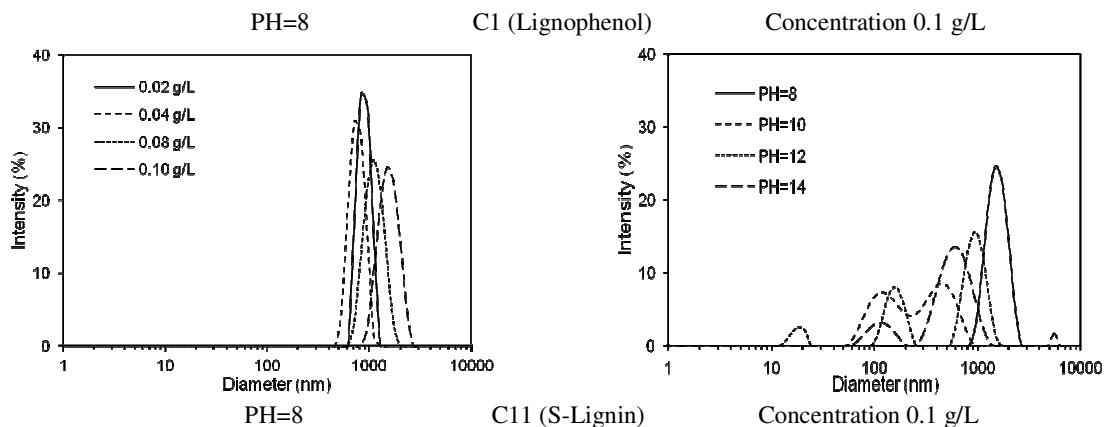 PH=8 C1 (Lignophenol) Concentration 0.1 g/L
40
30
20
10
0
Intensity (%)
0.02 g/L
0.04 g/L
0.08 g/L
0.10 g/L
1 10 100 1000 10000
Diameter (nm)
40
30
20
10
0
Intensity (%)
PH=8
PH=10
PH=12
PH=14
1 10 100 1000 10000
Diameter (nm)
PH=8 C11 (S-Lignin) Concentration 0.1 g/L